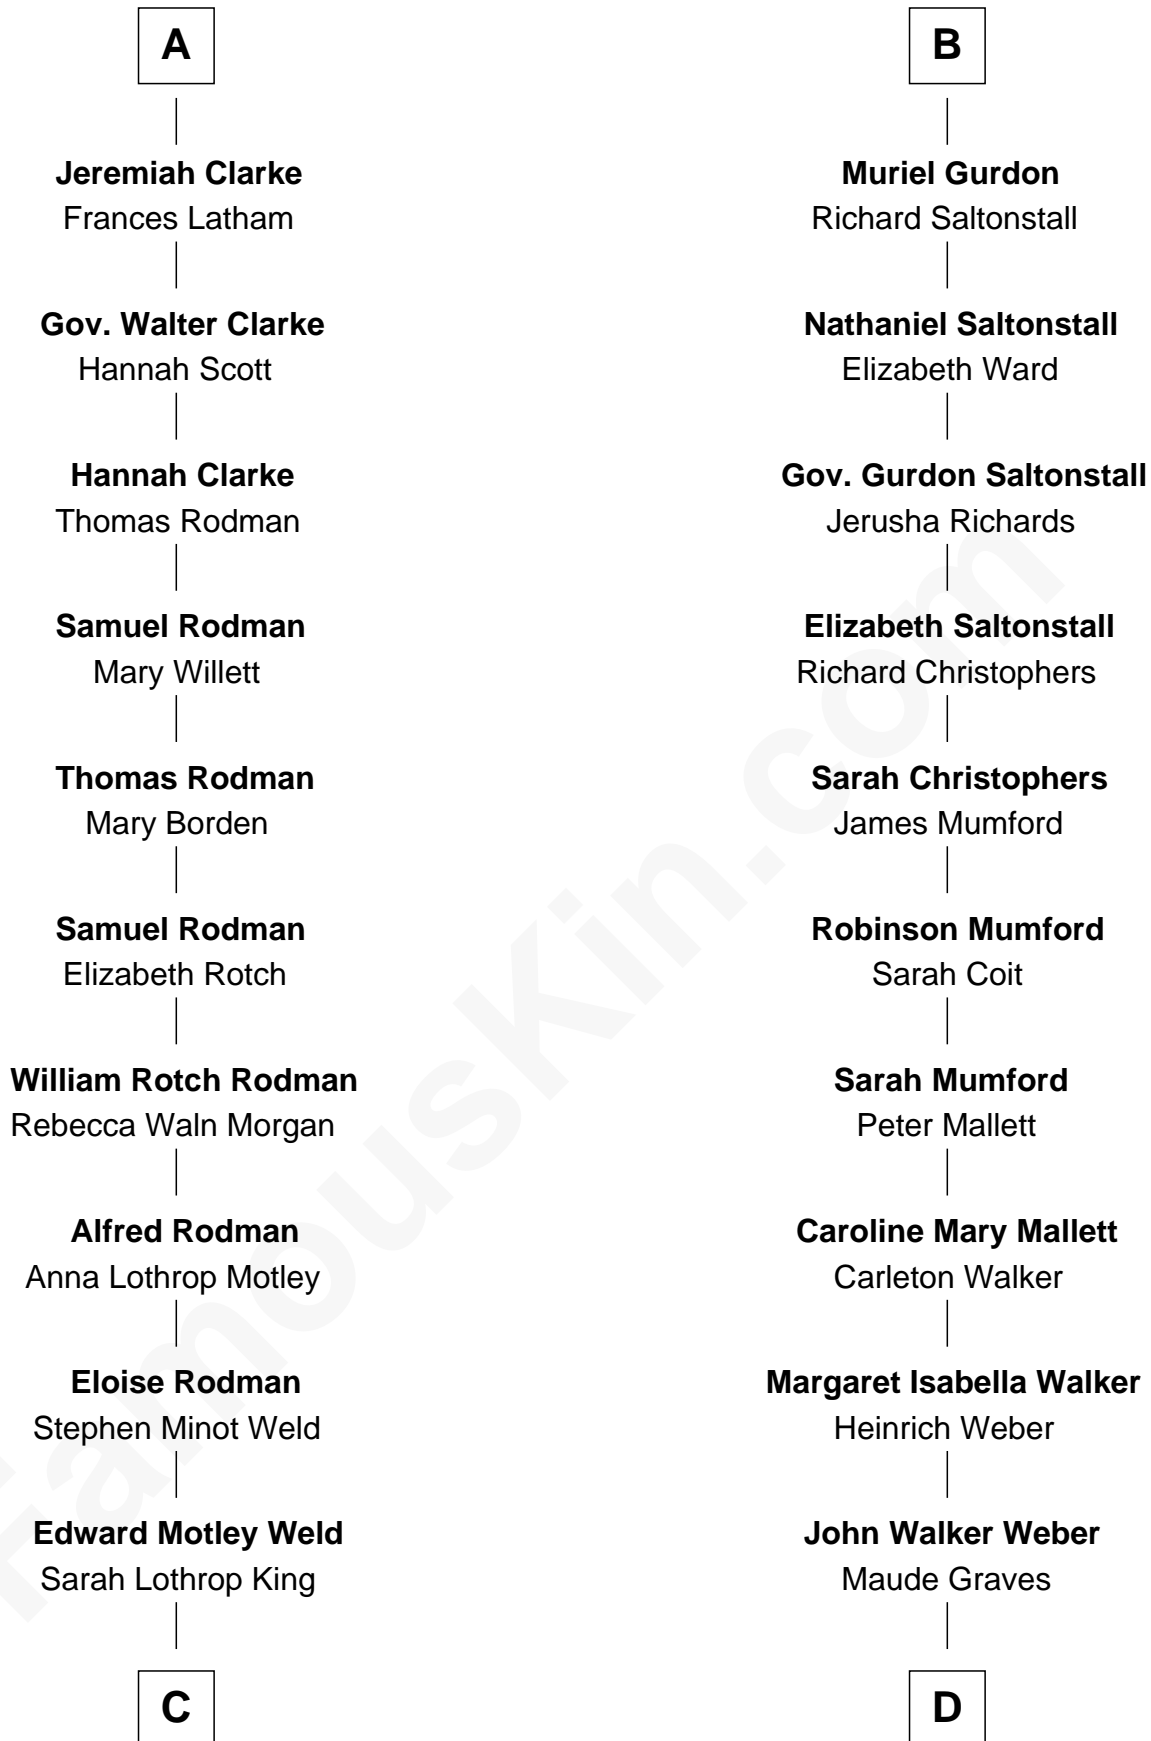 A
Jeremiah Clarke
Frances Latham
Gov. Walter Clarke
Hannah Scott
Hannah Clarke
Thomas Rodman
Samuel Rodman
Mary Willett
Thomas Rodman
Mary Borden
Samuel Rodman
Elizabeth Rotch
William Rotch Rodman
Rebecca Waln Morgan
Alfred Rodman
Anna Lothrop Motley
Eloise Rodman
Stephen Minot Weld
Edward Motley Weld
Sarah Lothrop King
C
B
Muriel Gurdon
Richard Saltonstall
Nathaniel Saltonstall
Elizabeth Ward
Gov. Gurdon Saltonstall
Jerusha Richards
Elizabeth Saltonstall
Richard Christophers
Sarah Christophers
James Mumford
Robinson Mumford
Sarah Coit
Sarah Mumford
Peter Mallett
Caroline Mary Mallett
Carleton Walker
Margaret Isabella Walker
Heinrich Weber
John Walker Weber
Maude Graves
D
FamousKin.com